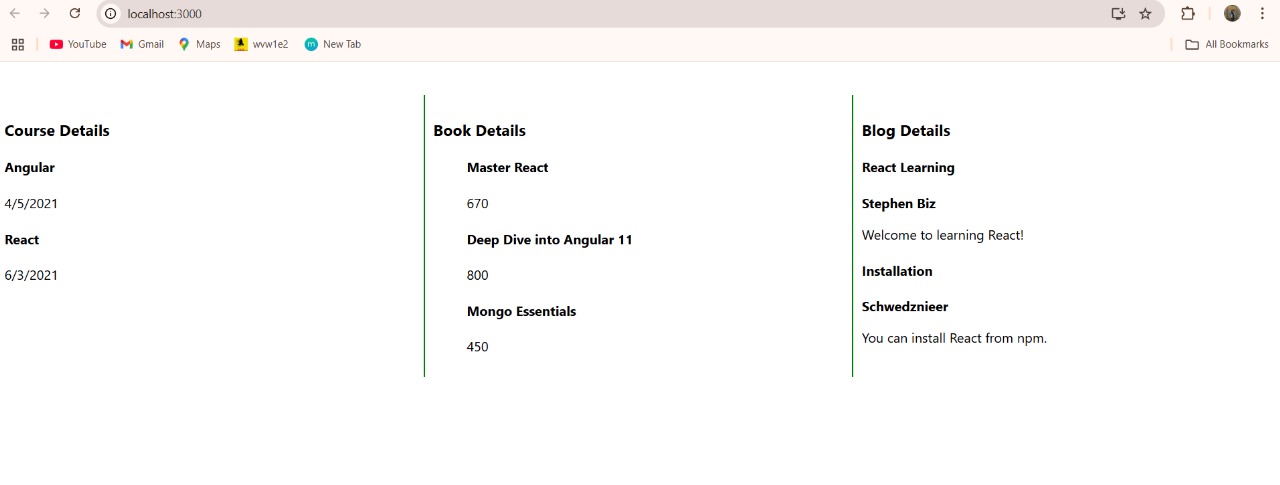 localhost:3000
YouTube
Gmail
Maps
wvw1e2
m
New Tab
All Bookmarks
Course Details
Angular
4/5/2021
React
6/3/2021
Book Details
Master React
670
Deep Dive into Angular 11
800
Mongo Essentials
450
Blog Details
React Learning
Stephen Biz
Welcome to learning React!
Installation
Schwedznieer
You can install React from npm.